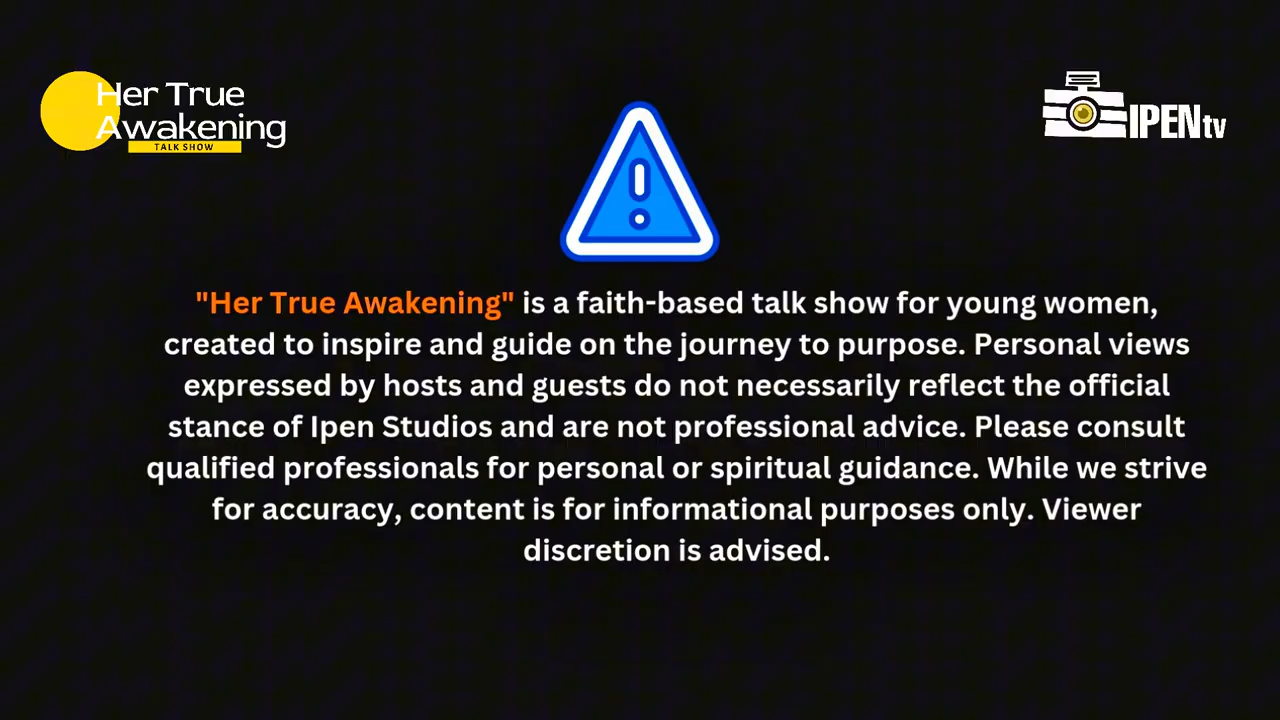 Her True
Awakening
TALK SHOW
IPENtv
"Her True Awakening" is a faith-based talk show for young women,
created to inspire and guide on the journey to purpose. Personal views
expressed by hosts and guests do not necessarily reflect the official
stance of Ipen Studios and are not professional advice. Please consult
qualified professionals for personal or spiritual guidance. While we strive
for accuracy, content is for informational purposes only. Viewer
discretion is advised.